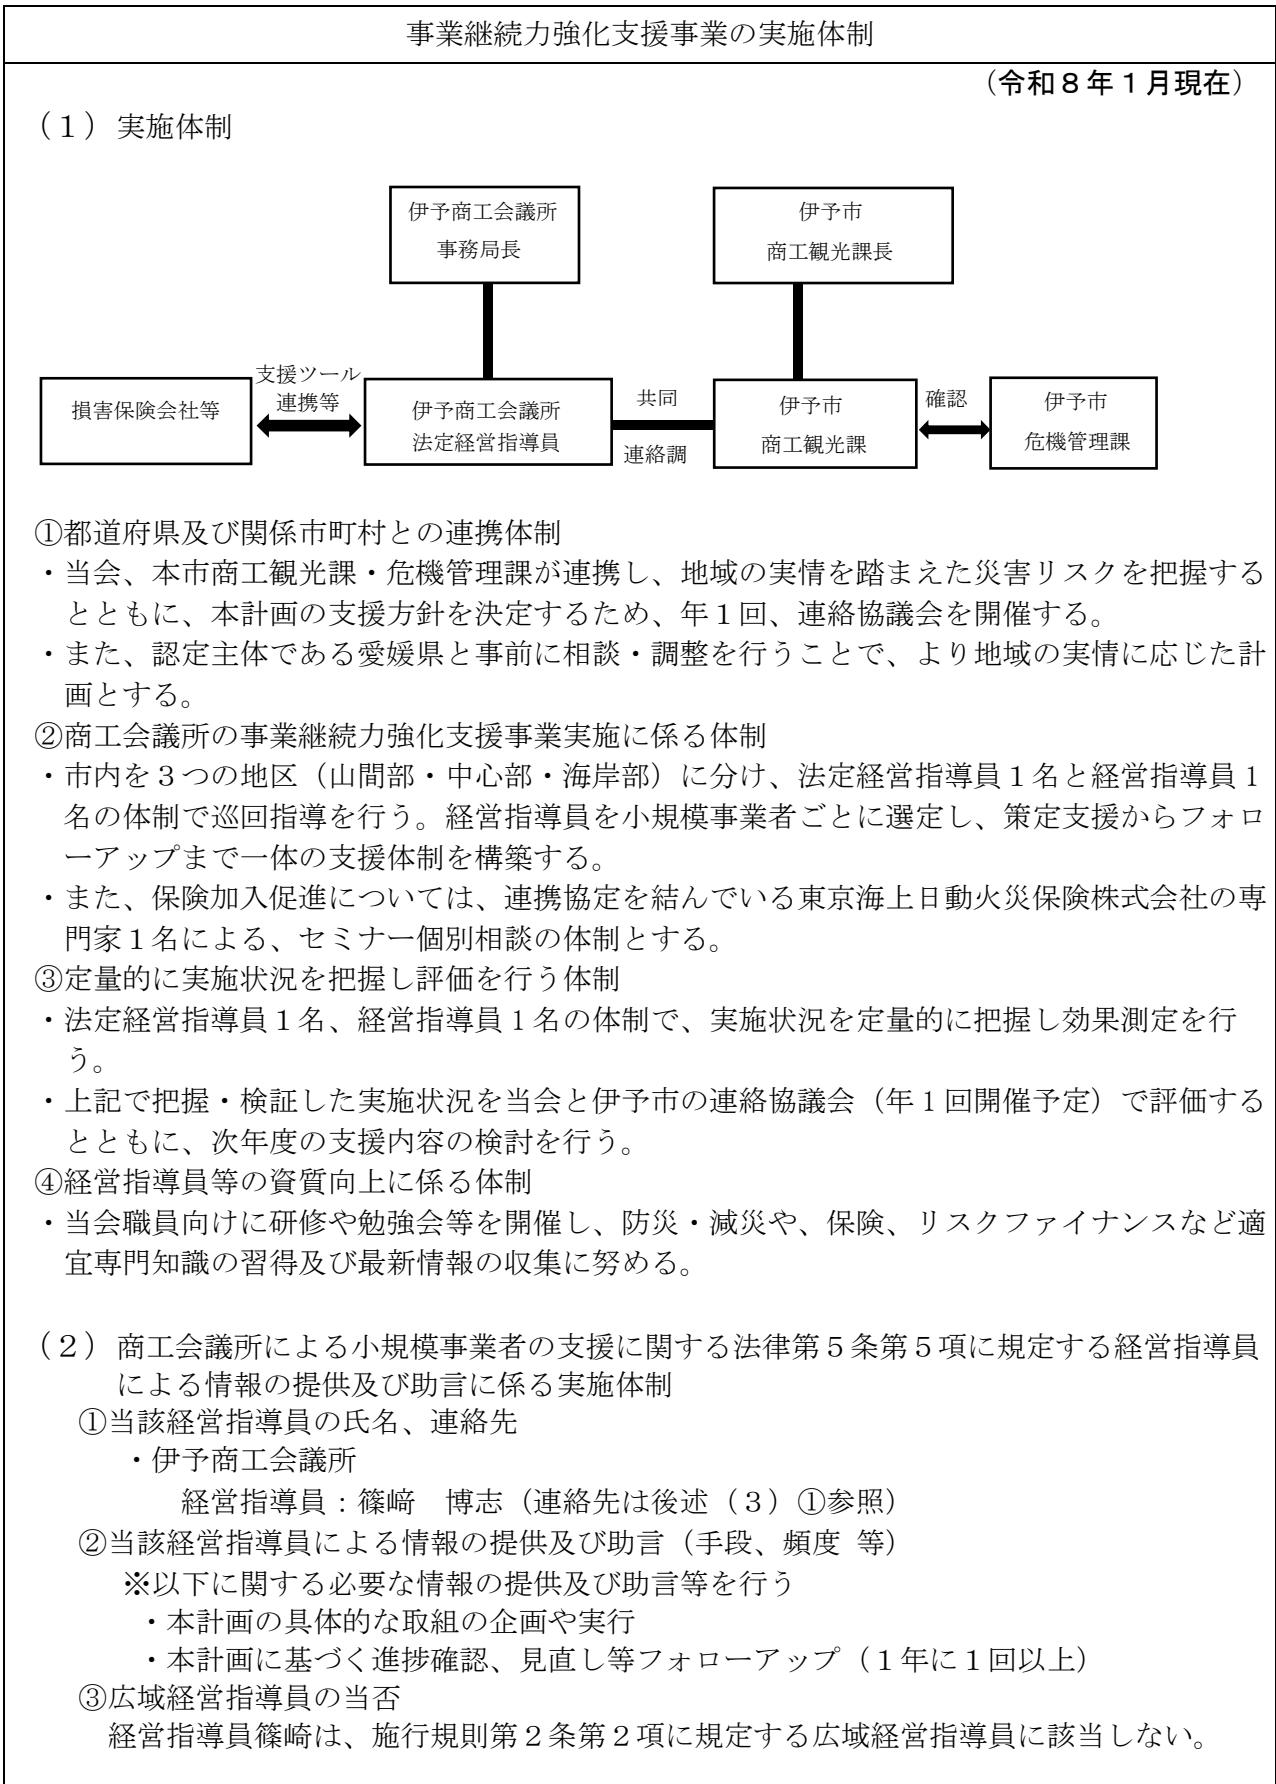 事業継続力強化支援事業の実施体制
（令和８年１月現在）
（１）実施体制
伊予商工会議所
事務局長
伊予市
商工観光課長
損害保険会社等
支援ツール
連携等
伊予商工会議所
法定経営指導員
共同
連絡調
伊予市
商工観光課
確認
伊予市
危機管理課
①都道府県及び関係市町村との連携体制
・当会、本市商工観光課・危機管理課が連携し、地域の実情を踏まえた災害リスクを把握する
とともに、本計画の支援方針を決定するため、年１回、連絡協議会を開催する。
・また、認定主体である愛媛県と事前に相談・調整を行うことで、より地域の実情に応じた計
画とする。
②商工会議所の事業継続力強化支援事業実施に係る体制
・市内を３つの地区（山間部・中心部・海岸部）に分け、法定経営指導員１名と経営指導員１
名の体制で巡回指導を行う。経営指導員を小規模事業者ごとに選定し、策定支援からフォロ
ーアップまで一体の支援体制を構築する。
・また、保険加入促進については、連携協定を結んでいる東京海上日動火災保険株式会社の専
門家１名による、セミナー個別相談の体制とする。
③定量的に実施状況を把握し評価を行う体制
・法定経営指導員１名、経営指導員１名の体制で、実施状況を定量的に把握し効果測定を行
う。
・上記で把握・検証した実施状況を当会と伊予市の連絡協議会（年１回開催予定）で評価する
とともに、次年度の支援内容の検討を行う。
④経営指導員等の資質向上に係る体制
・当会職員向けに研修や勉強会等を開催し、防災・減災や、保険、リスクファイナンスなど適
宜専門知識の習得及び最新情報の収集に努める。
（２）商工会議所による小規模事業者の支援に関する法律第５条第５項に規定する経営指導員
による情報の提供及び助言に係る実施体制
①当該経営指導員の氏名、連絡先
・伊予商工会議所
経営指導員：篠﨑　博志（連絡先は後述（３）①参照）
②当該経営指導員による情報の提供及び助言（手段、頻度 等）
※以下に関する必要な情報の提供及び助言等を行う
・本計画の具体的な取組の企画や実行
・本計画に基づく進捗確認、見直し等フォローアップ（１年に１回以上）
③広域経営指導員の当否
経営指導員篠崎は、施行規則第２条第２項に規定する広域経営指導員に該当しない。